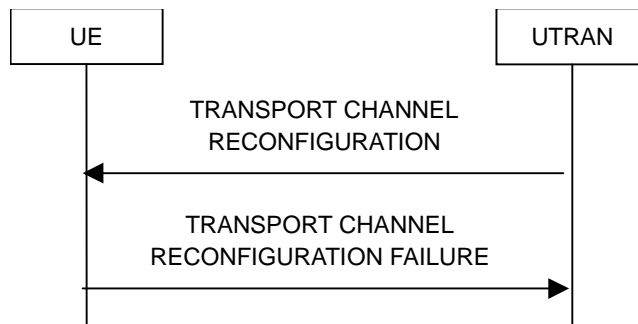 UE
UTRAN
TRANSPORT CHANNEL
RECONFIGURATION
TRANSPORT CHANNEL
RECONFIGURATION FAILURE